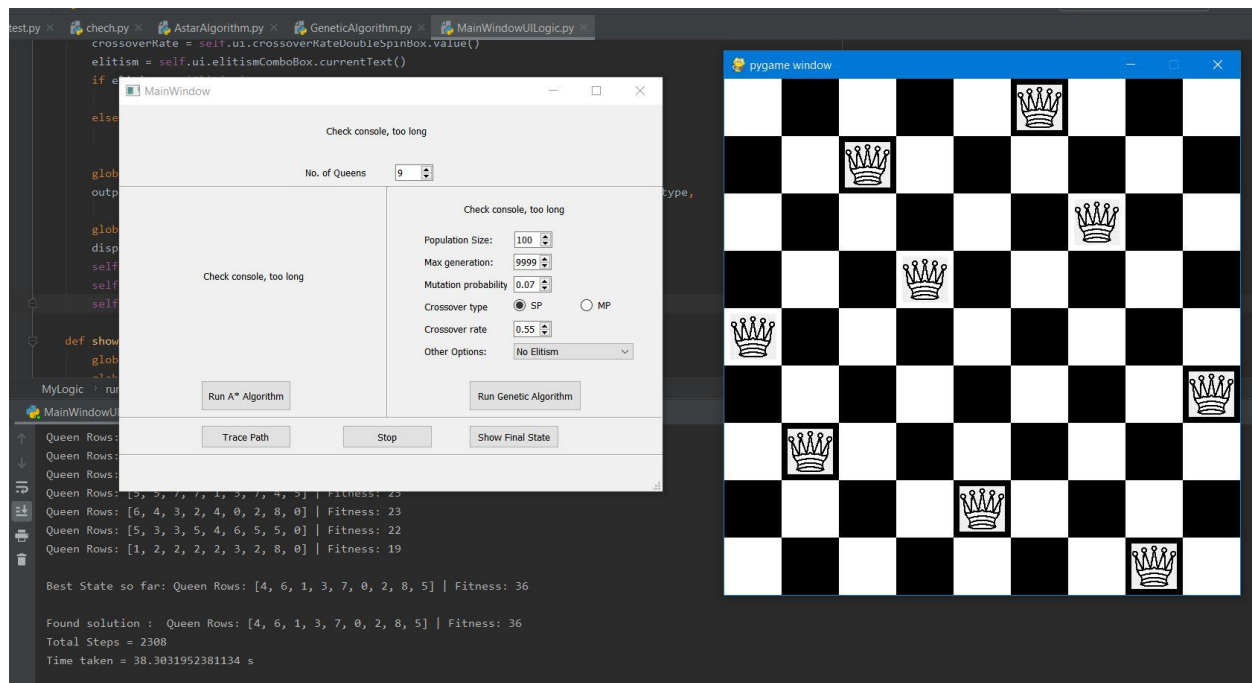 test.py × chech.py × AstarAlgorithm.py × GeneticAlgorithm.py × MainWindowUILogic.py ×
crossoverRate = self.ui.crossoverRateDoubleSpinBox.value()
elitism = self.ui.elitismComboBox.currentText()
if e
else
glob
outp
type,
glob
disp
self
self
self
def show
glob
MyLogic › run
MainWindowU
MainWindow
Check console, too long
No. of Queens 9
Check console, too long
Check console, too long
Population Size: 100
Max generation: 9999
Mutation probability 0.07
Crossover type SP MP
Crossover rate 0.55
Other Options: No Elitism
Run A* Algorithm
Run Genetic Algorithm
Trace Path Stop Show Final State
pygame window
Queen Rows:
Queen Rows:
Queen Rows:
Queen Rows: [5, 5, 7, 7, 1, 3, 7, 4, 5] | Fitness: 23
Queen Rows: [6, 4, 3, 2, 4, 0, 2, 8, 0] | Fitness: 23
Queen Rows: [5, 3, 3, 5, 4, 6, 5, 5, 0] | Fitness: 22
Queen Rows: [1, 2, 2, 2, 2, 3, 2, 8, 0] | Fitness: 19
Best State so far: Queen Rows: [4, 6, 1, 3, 7, 0, 2, 8, 5] | Fitness: 36
Found solution : Queen Rows: [4, 6, 1, 3, 7, 0, 2, 8, 5] | Fitness: 36
Total Steps = 2308
Time taken = 38.3031952381134 s